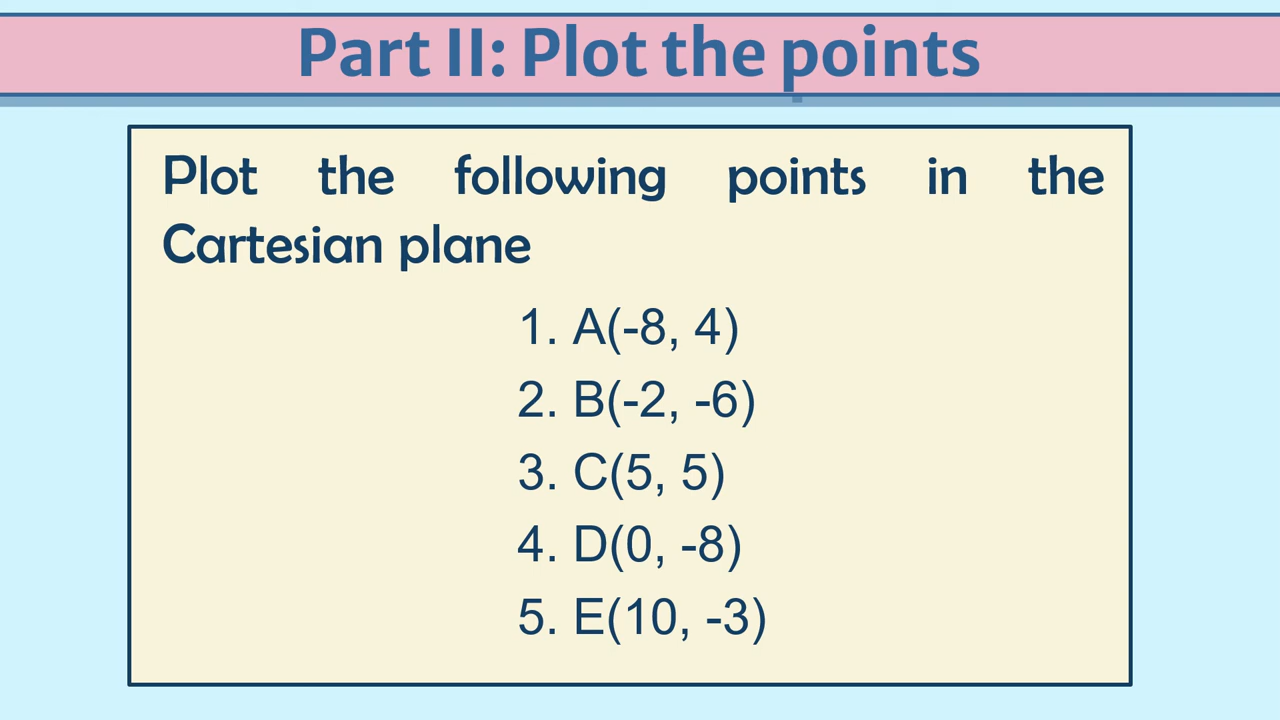 Part II: Plot the points
Plot the following points in the
Cartesian plane
1. A(-8, 4)
2. B(-2, -6)
3. C(5, 5)
4. D(0, -8)
5. E(10, -3)